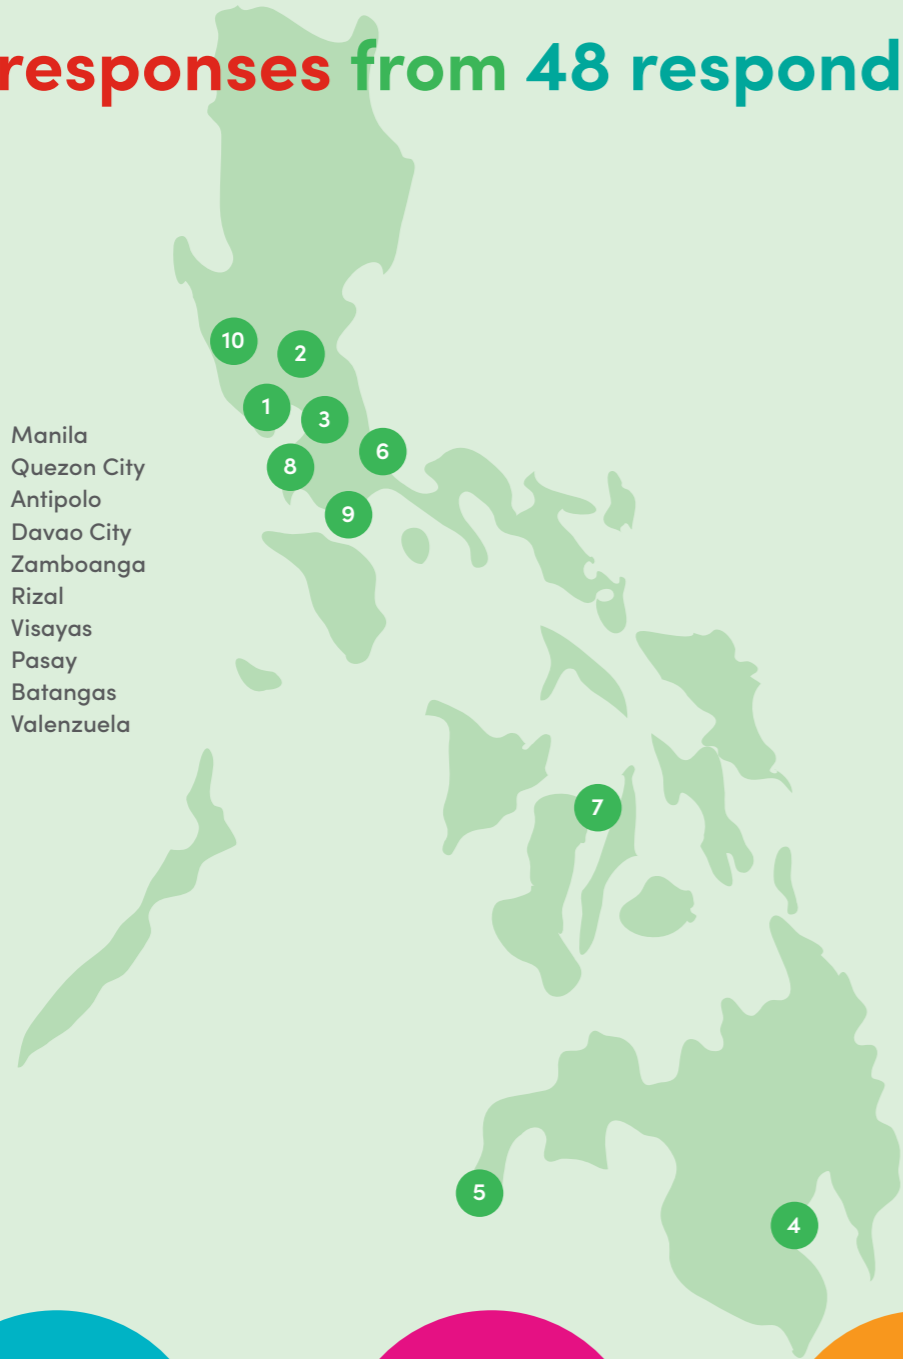 responses from 48 respond
10
2
1
3
6
8
9
Manila
Quezon City
Antipolo
Davao City
Zamboanga
Rizal
Visayas
Pasay
Batangas
Valenzuela
7
5
4